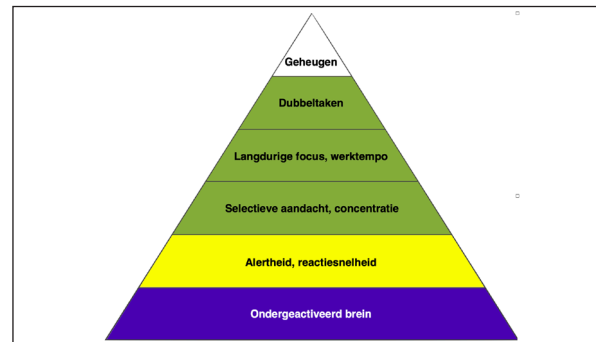 Geheugen
Dubbeltaken
Langdurige focus, werktempo
Selectieve aandacht, concentratie
Alertheid, reactiesnelheid
Ondergeactiveerd brein